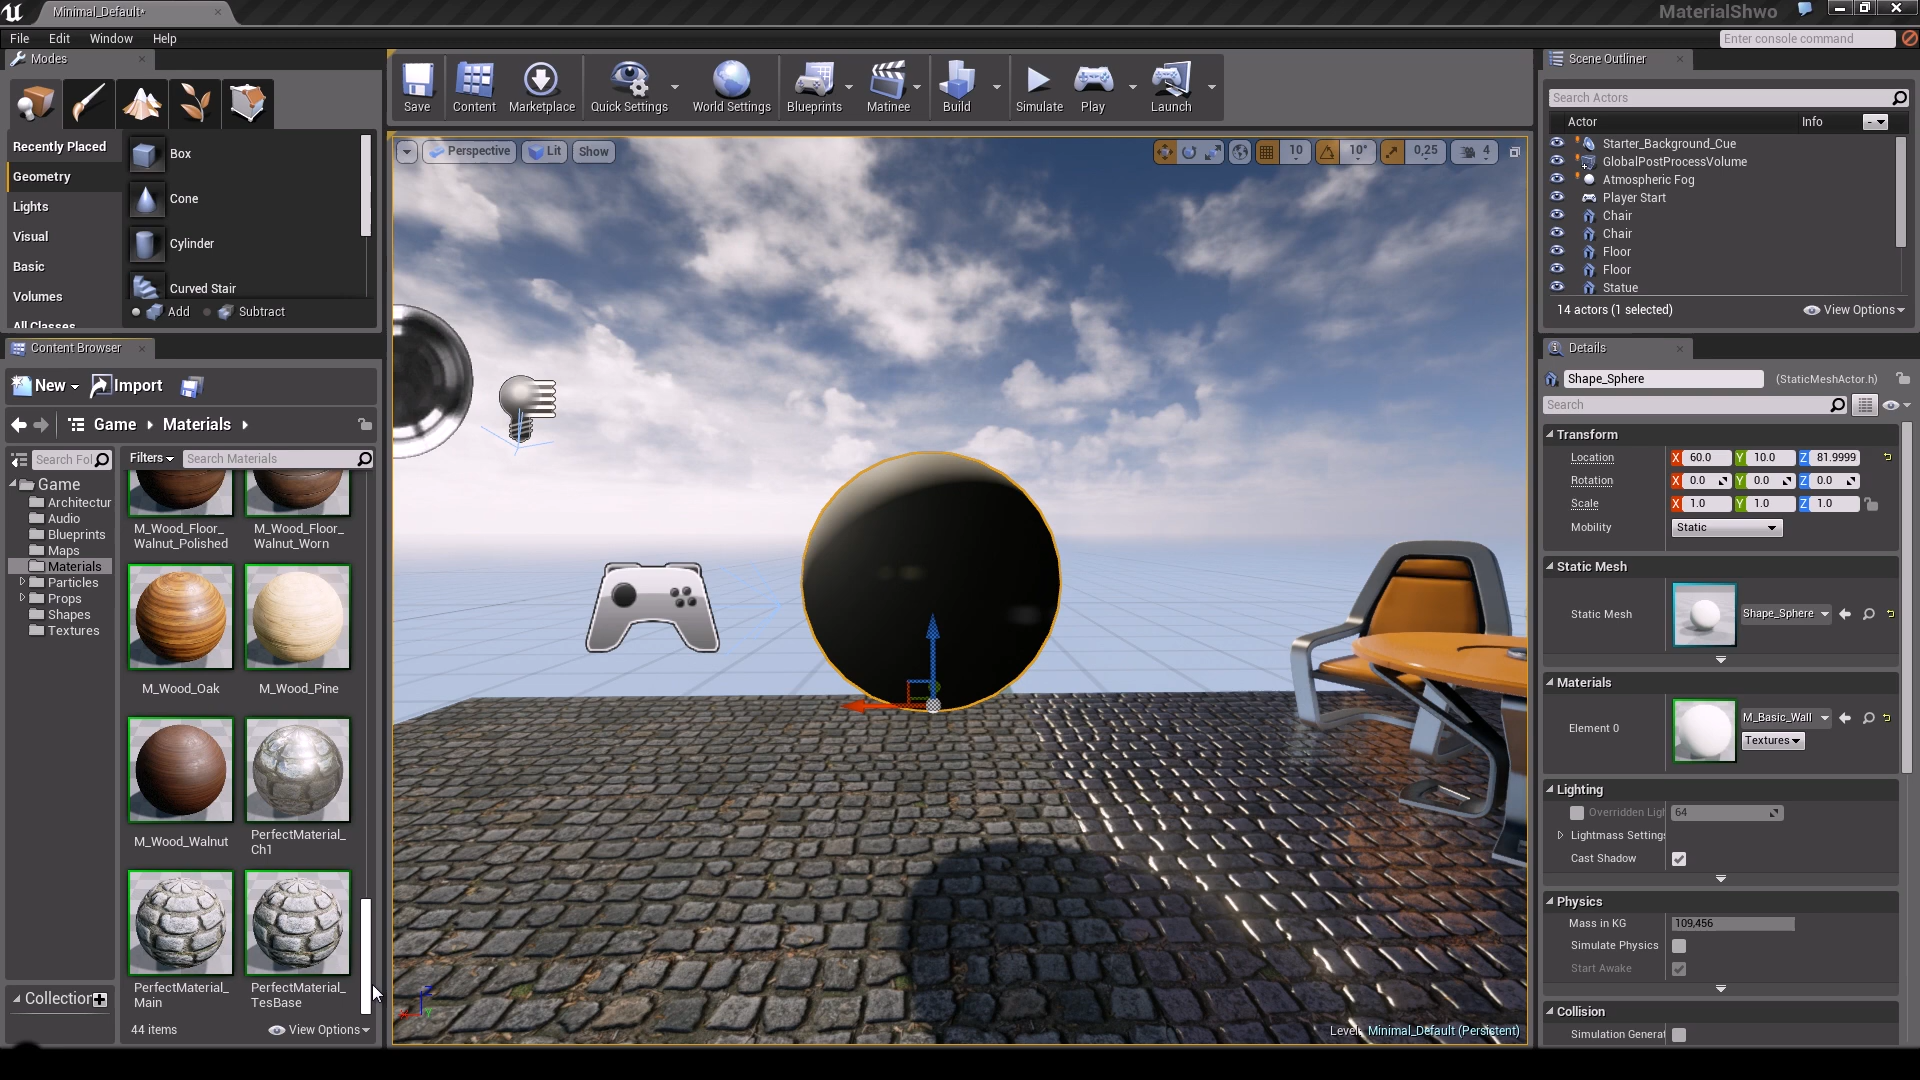 Minimal_Default*
MaterialShwo
File Edit Window Help
Enter console command
Modes
Recently Placed
Geometry
Lights
Visual
Basic
Volumes
All Classes
Box
Cone
Cylinder
Curved Stair
Add Subtract
Save Content Marketplace Quick Settings World Settings Blueprints Matinee Build Simulate Play Launch
Perspective Lit Show
10 10° 0,25 4
Scene Outliner
Search Actors
Actor Info
Starter_Background_Cue
GlobalPostProcessVolume
Atmospheric Fog
Player Start
Chair
Chair
Floor
Floor
Statue
14 actors (1 selected) View Options
Content Browser
New Import
Game Materials
Search Fol
Filters Search Materials
Game
Architectur
Audio
Blueprints
Maps
Materials
Particles
Props
Shapes
Textures
Collection
M_Wood_Floor_
Walnut_Polished
M_Wood_Floor_
Walnut_Worn
M_Wood_Oak
M_Wood_Pine
M_Wood_Walnut
PerfectMaterial_
Ch1
PerfectMaterial_
Main
PerfectMaterial_
TesBase
44 items View Options
Level: Minimal_Default (Persistent)
Details
Shape_Sphere (StaticMeshActor.h)
Search
Transform
Location X 60.0 Y 10.0 Z 81.9999
Rotation X 0.0 Y 0.0 Z 0.0
Scale X 1.0 Y 1.0 Z 1.0
Mobility Static
Static Mesh
Static Mesh Shape_Sphere
Materials
Element 0 M_Basic_Wall
Textures
Lighting
Overridden Ligh 64
Lightmass Settings
Cast Shadow
Physics
Mass in KG 109,456
Simulate Physics
Start Awake
Collision
Simulation Generat